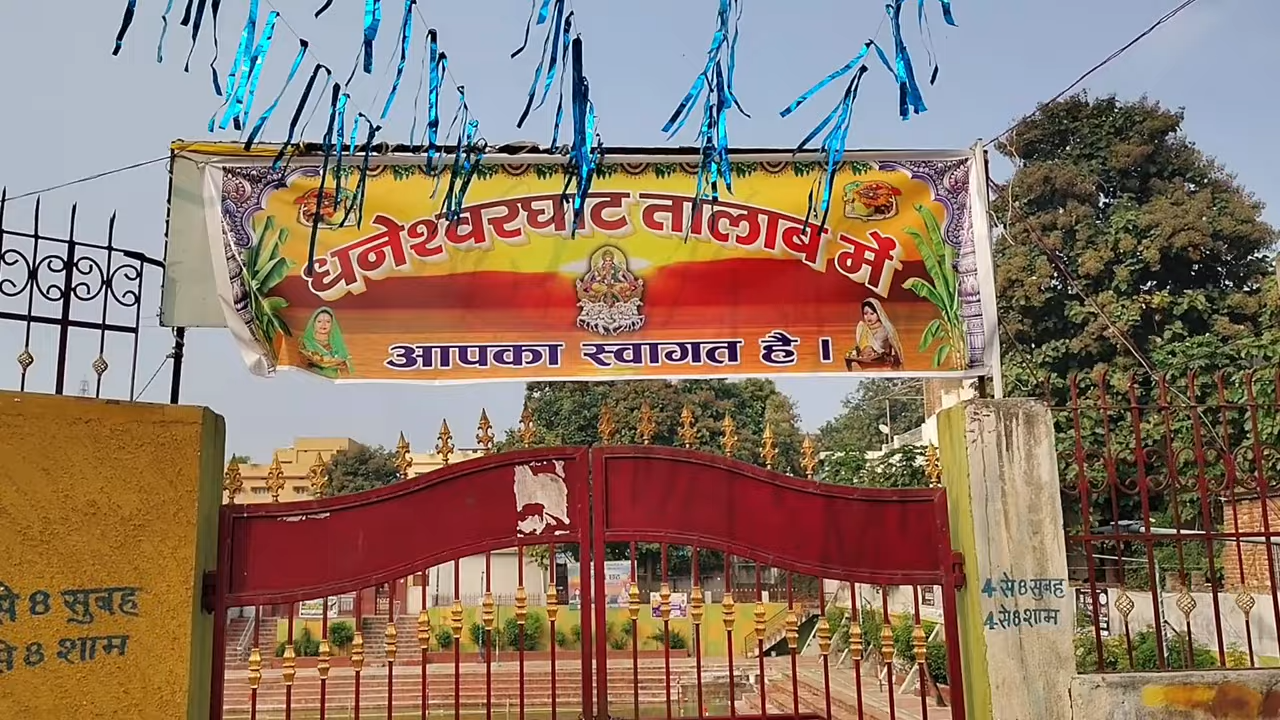 धनेश्वरघाट तालाब में
आपका स्वागत है ।
से 8 सुबह
से 8 शाम
4 से 8 सुबह
4 से 8 शाम